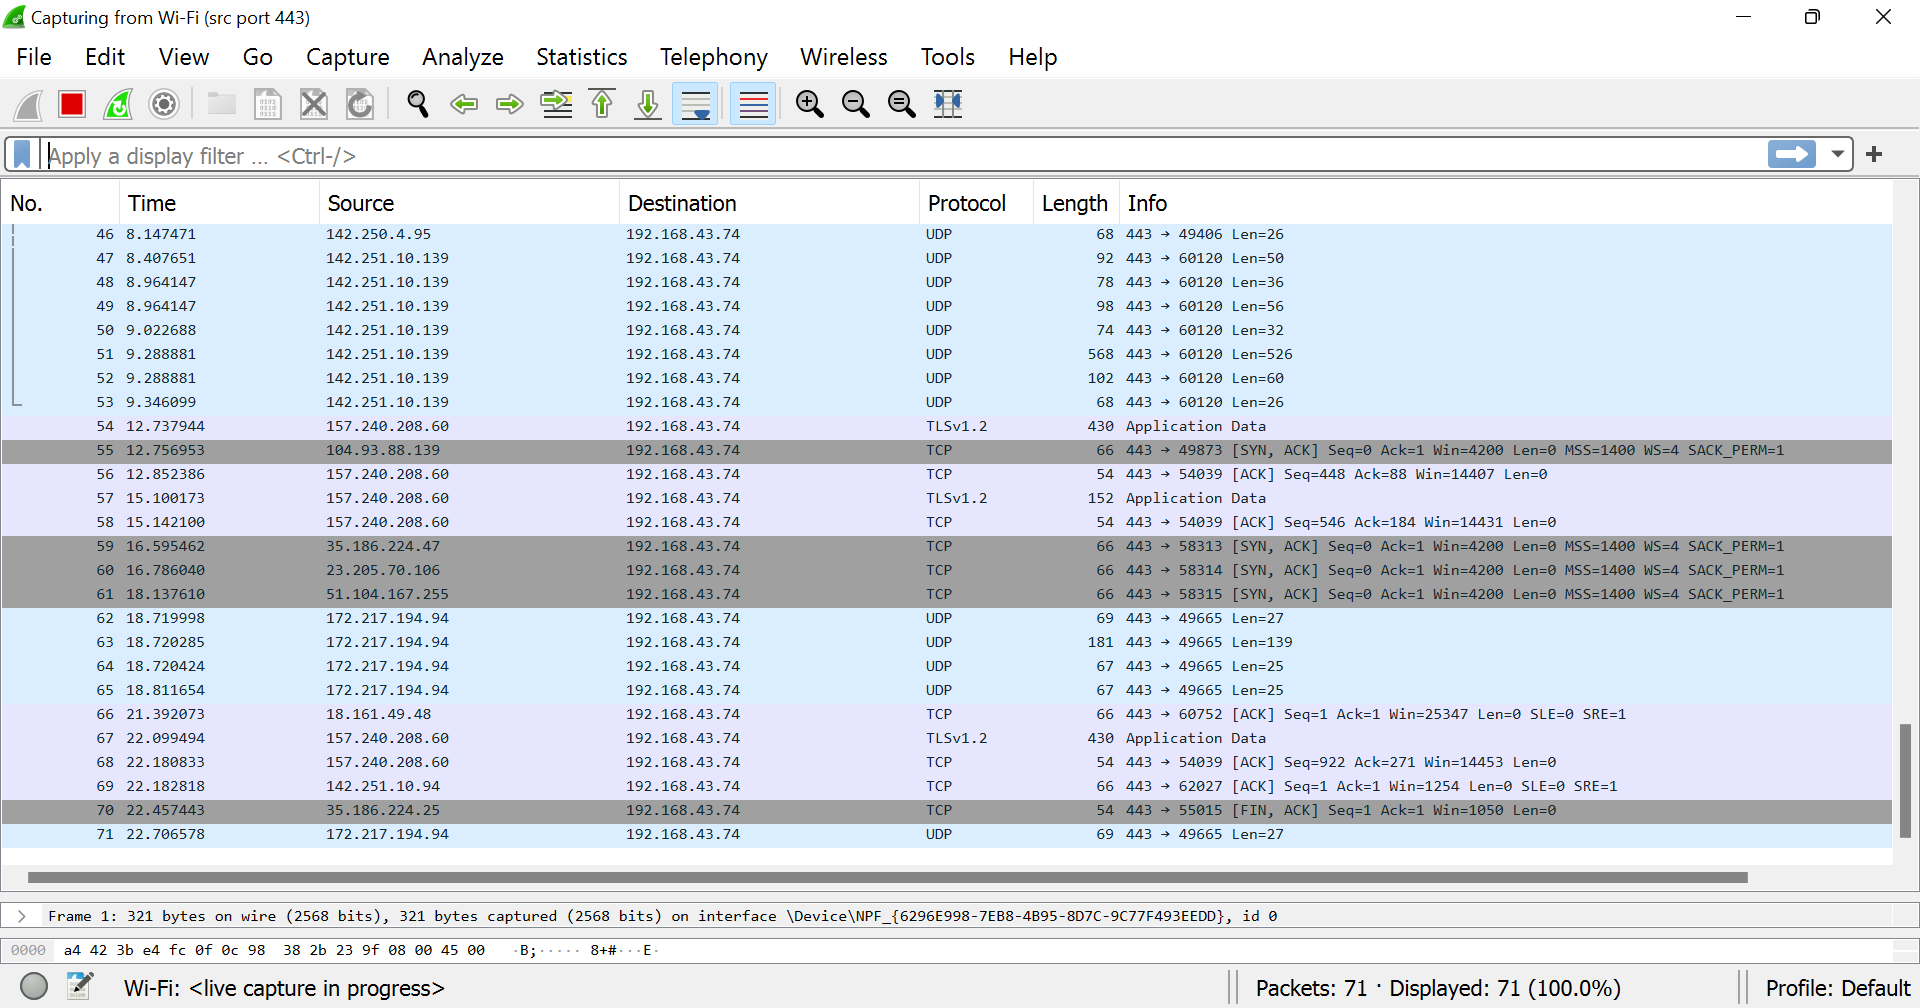 Capturing from Wi-Fi (src port 443)
File Edit View Go Capture Analyze Statistics Telephony Wireless Tools Help
Apply a display filter ... <Ctrl-/>
No. Time Source Destination Protocol Length Info
46 8.147471 142.250.4.95 192.168.43.74 UDP 68 443 → 49406 Len=26
47 8.407651 142.251.10.139 192.168.43.74 UDP 92 443 → 60120 Len=50
48 8.964147 142.251.10.139 192.168.43.74 UDP 78 443 → 60120 Len=36
49 8.964147 142.251.10.139 192.168.43.74 UDP 98 443 → 60120 Len=56
50 9.022688 142.251.10.139 192.168.43.74 UDP 74 443 → 60120 Len=32
51 9.288881 142.251.10.139 192.168.43.74 UDP 568 443 → 60120 Len=526
52 9.288881 142.251.10.139 192.168.43.74 UDP 102 443 → 60120 Len=60
53 9.346099 142.251.10.139 192.168.43.74 UDP 68 443 → 60120 Len=26
54 12.737944 157.240.208.60 192.168.43.74 TLSv1.2 430 Application Data
55 12.756953 104.93.88.139 192.168.43.74 TCP 66 443 → 49873 [SYN, ACK] Seq=0 Ack=1 Win=4200 Len=0 MSS=1400 WS=4 SACK_PERM=1
56 12.852386 157.240.208.60 192.168.43.74 TCP 54 443 → 54039 [ACK] Seq=448 Ack=88 Win=14407 Len=0
57 15.100173 157.240.208.60 192.168.43.74 TLSv1.2 152 Application Data
58 15.142100 157.240.208.60 192.168.43.74 TCP 54 443 → 54039 [ACK] Seq=546 Ack=184 Win=14431 Len=0
59 16.595462 35.186.224.47 192.168.43.74 TCP 66 443 → 58313 [SYN, ACK] Seq=0 Ack=1 Win=4200 Len=0 MSS=1400 WS=4 SACK_PERM=1
60 16.786040 23.205.70.106 192.168.43.74 TCP 66 443 → 58314 [SYN, ACK] Seq=0 Ack=1 Win=4200 Len=0 MSS=1400 WS=4 SACK_PERM=1
61 18.137610 51.104.167.255 192.168.43.74 TCP 66 443 → 58315 [SYN, ACK] Seq=0 Ack=1 Win=4200 Len=0 MSS=1400 WS=4 SACK_PERM=1
62 18.719998 172.217.194.94 192.168.43.74 UDP 69 443 → 49665 Len=27
63 18.720285 172.217.194.94 192.168.43.74 UDP 181 443 → 49665 Len=139
64 18.720424 172.217.194.94 192.168.43.74 UDP 67 443 → 49665 Len=25
65 18.811654 172.217.194.94 192.168.43.74 UDP 67 443 → 49665 Len=25
66 21.392073 18.161.49.48 192.168.43.74 TCP 66 443 → 60752 [ACK] Seq=1 Ack=1 Win=25347 Len=0 SLE=0 SRE=1
67 22.099494 157.240.208.60 192.168.43.74 TLSv1.2 430 Application Data
68 22.180833 157.240.208.60 192.168.43.74 TCP 54 443 → 54039 [ACK] Seq=922 Ack=271 Win=14453 Len=0
69 22.182818 142.251.10.94 192.168.43.74 TCP 66 443 → 62027 [ACK] Seq=1 Ack=1 Win=1254 Len=0 SLE=0 SRE=1
70 22.457443 35.186.224.25 192.168.43.74 TCP 54 443 → 55015 [FIN, ACK] Seq=1 Ack=1 Win=1050 Len=0
71 22.706578 172.217.194.94 192.168.43.74 UDP 69 443 → 49665 Len=27
Frame 1: 321 bytes on wire (2568 bits), 321 bytes captured (2568 bits) on interface \Device\NPF_{6296E998-7EB8-4B95-8D7C-9C77F493EEDD}, id 0
0000 a4 42 3b e4 fc 0f 0c 98 38 2b 23 9f 08 00 45 00 ·B;····· 8+#···E·
Wi-Fi: <live capture in progress> Packets: 71 · Displayed: 71 (100.0%) Profile: Default